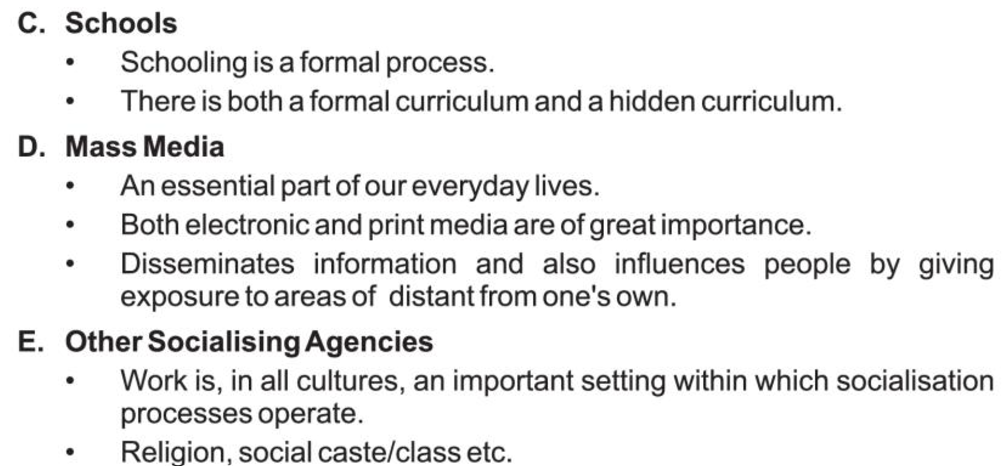 C. Schools
• Schooling is a formal process.
• There is both a formal curriculum and a hidden curriculum.
D. Mass Media
• An essential part of our everyday lives.
• Both electronic and print media are of great importance.
• Disseminates information and also influences people by giving
exposure to areas of distant from one's own.
E. Other Socialising Agencies
• Work is, in all cultures, an important setting within which socialisation
processes operate.
• Religion, social caste/class etc.